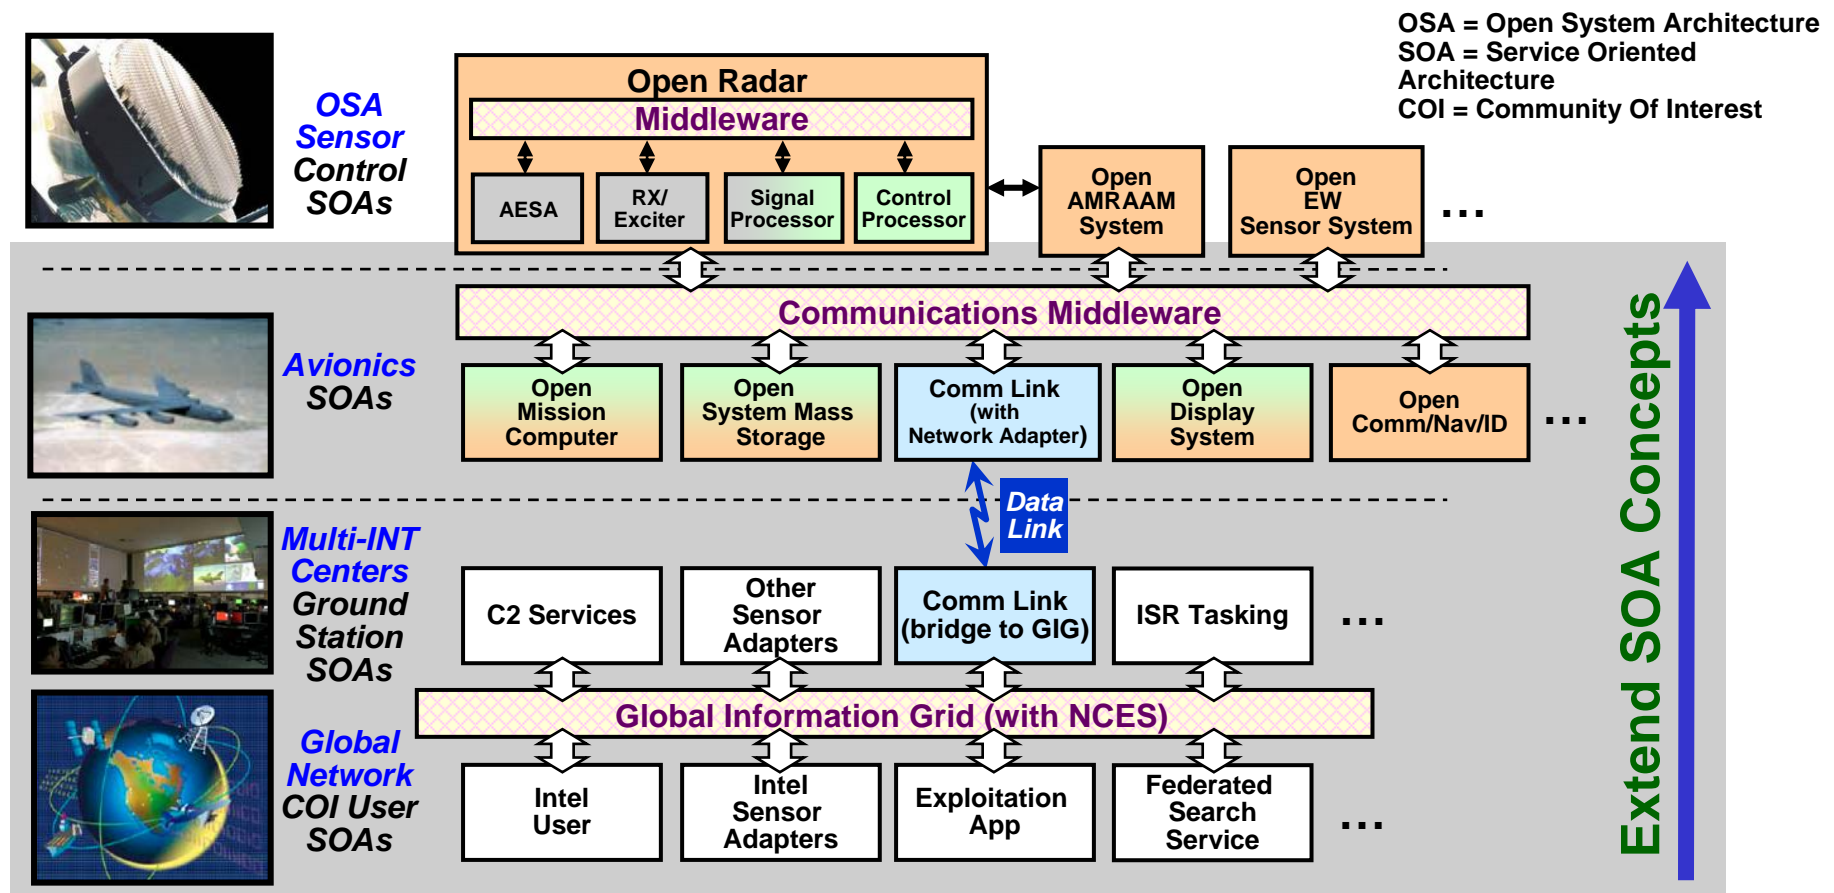 OSA = Open System Architecture
SOA = Service Oriented
Architecture
COI = Community Of Interest
OSA
Sensor
Control
SOAs
Open Radar
Middleware
AESA
RX/
Exciter
Signal
Processor
Control
Processor
Open
AMRAAM
System
Open
EW
Sensor System
...
Communications Middleware
Avionics
SOAs
Open
Mission
Computer
Open
System Mass
Storage
Comm Link
(with
Network Adapter)
Open
Display
System
Open
Comm/Nav/ID
...
Data
Link
Multi-INT
Centers
Ground
Station
SOAs
C2 Services
Other
Sensor
Adapters
Comm Link
(bridge to GIG)
ISR Tasking
...
Global Information Grid (with NCES)
Global
Network
COI User
SOAs
Intel
User
Intel
Sensor
Adapters
Exploitation
App
Federated
Search
Service
...
Extend SOA Concepts